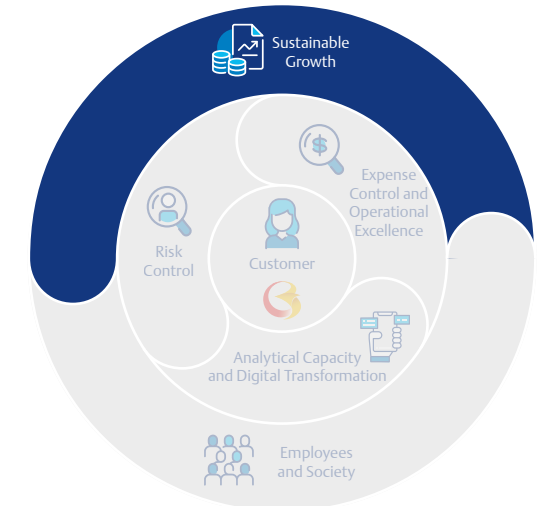 Sustainable
Growth
Expense
Control and
Operational
Excellence
Risk
Control
Customer
Analytical Capacity
and Digital Transformation
Employees
and Society